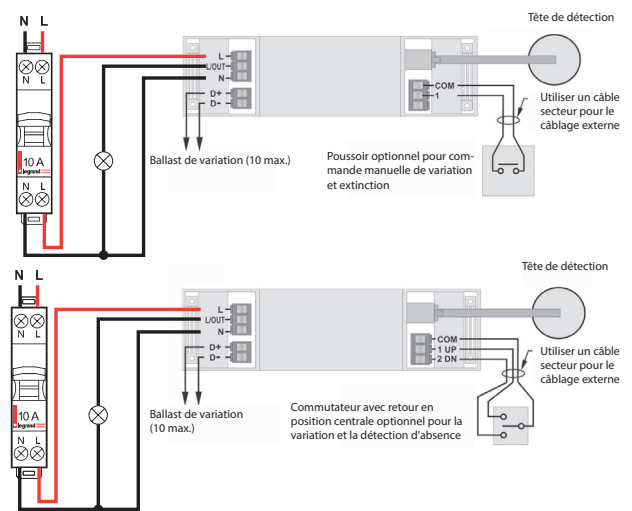 N L
Tête de détection
N L
L
L/OUT
N
D+
D-
COM
1
Utiliser un câble
secteur pour le
câblage externe
10 A
legrand
N L
Ballast de variation (10 max.)
Poussoir optionnel pour com-
mande manuelle de variation
et extinction
N L
Tête de détection
N L
L
L/OUT
N
D+
D-
COM
1 UP
2 DN
Utiliser un câble
secteur pour le
câblage externe
10 A
legrand
N L
Ballast de variation
(10 max.)
Commutateur avec retour en
position centrale optionnel pour la
variation et la détection d'absence